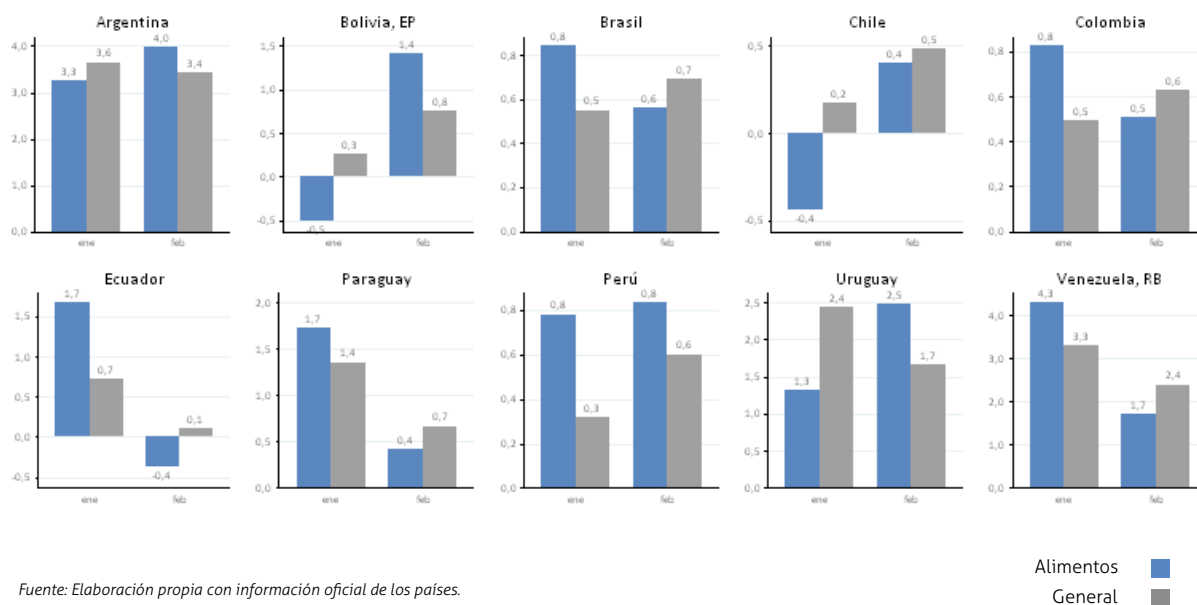 Argentina
4,0
3,0
2,0
1,0
0,0
3,3
3,6
4,0
3,4
ene
feb
Bolivia, EP
1,5
1,0
0,5
0,0
-0,5
-0,5
0,3
1,4
0,8
ene
feb
Brasil
0,8
0,6
0,4
0,2
0,0
0,8
0,5
0,6
0,7
ene
feb
Chile
0,5
0,0
-0,5
-0,4
0,2
0,4
0,5
ene
feb
Colombia
0,8
0,6
0,4
0,2
0,0
0,8
0,5
0,5
0,6
ene
feb
Ecuador
1,5
1,0
0,5
0,0
-0,5
1,7
0,7
-0,4
0,1
ene
feb
Paraguay
2,0
1,5
1,0
0,5
0,0
1,7
1,4
0,4
0,7
ene
feb
Perú
0,8
0,6
0,4
0,2
0,0
0,8
0,3
0,8
0,6
ene
feb
Uruguay
2,5
2,0
1,5
1,0
0,5
0,0
1,3
2,4
2,5
1,7
ene
feb
Venezuela, RB
4,0
3,0
2,0
1,0
0,0
4,3
3,3
1,7
2,4
ene
feb
Alimentos
General
Fuente: Elaboración propia con información oficial de los países.